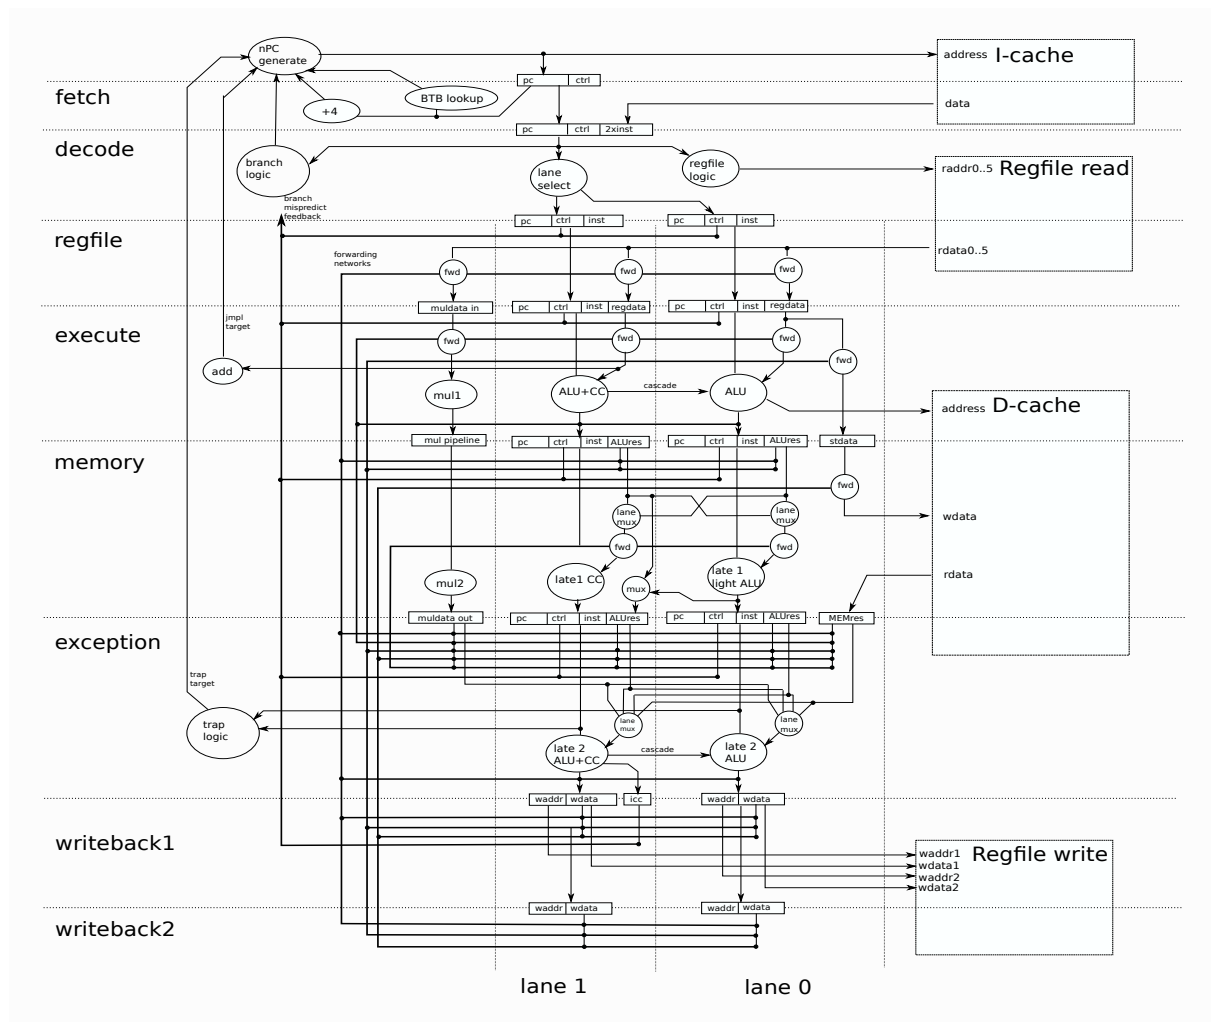 nPC
generate
address I-cache
pc ctrl
fetch
BTB lookup
+4
data
pc ctrl 2xinst
decode
branch
logic
lane
select
regfile
logic
raddr0..5 Regfile read
branch
mispredict
feedback
pc ctrl inst
pc ctrl inst
regfile
rdata0..5
forwarding
networks
fwd
fwd
fwd
muldata in
pc ctrl inst regdata
pc ctrl inst regdata
jmpl
target
execute
fwd
fwd
fwd
fwd
add
mul1
ALU+CC
cascade
ALU
address D-cache
mul pipeline
pc ctrl inst ALUres
pc ctrl inst ALUres
stdata
memory
fwd
lane
mux
lane
mux
wdata
fwd
fwd
mul2
late1 CC
mux
late 1
light ALU
rdata
muldata out
pc ctrl inst ALUres
pc ctrl inst ALUres
MEMres
exception
trap
target
trap
logic
lane
mux
lane
mux
late 2
ALU+CC
cascade
late 2
ALU
waddr wdata
icc
waddr wdata
writeback1
waddr1 Regfile write
wdata1
waddr2
wdata2
waddr wdata
waddr wdata
writeback2
lane 1
lane 0